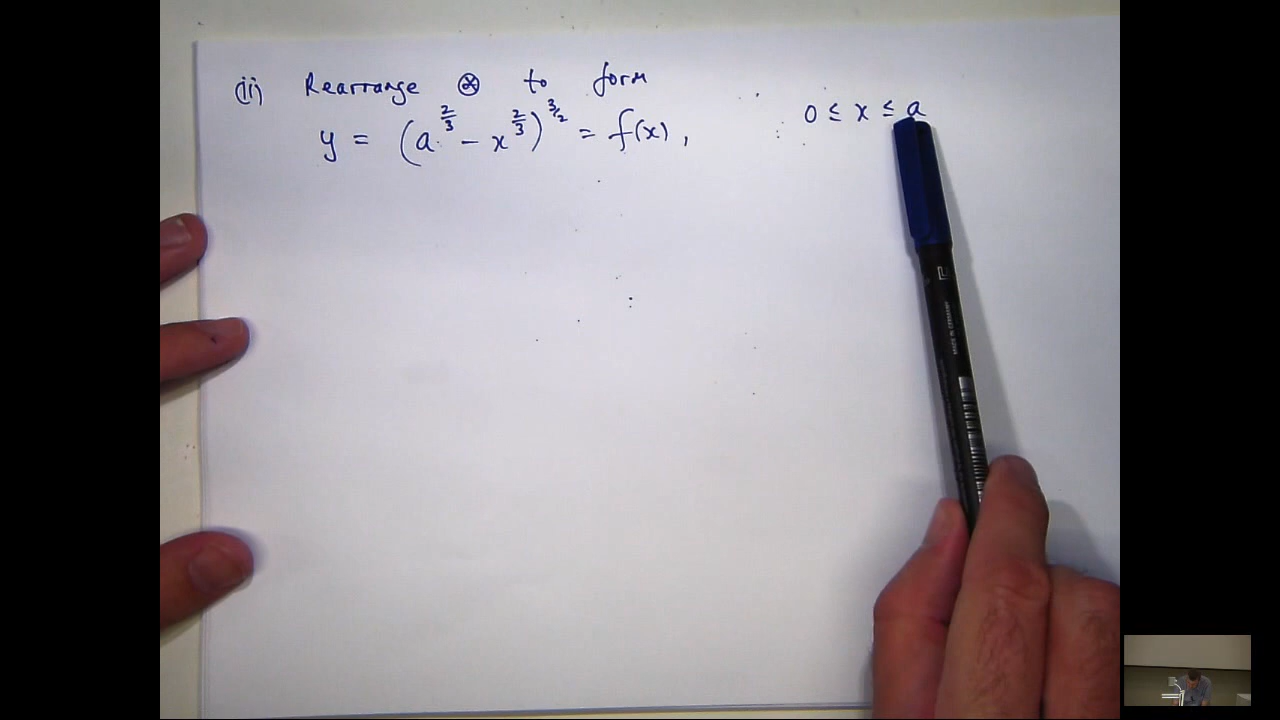 (ii) Rearrange ⊛ to form
y = (a^{2/3} − x^{2/3})^{3/2} = f(x), 0 ≤ x ≤ a